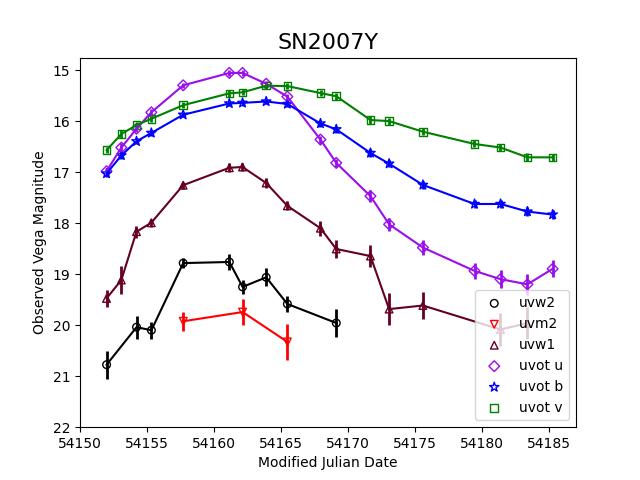 SN2007Y
Observed Vega Magnitude
15
16
17
18
19
20
21
22
54150 54155 54160 54165 54170 54175 54180 54185
Modified Julian Date
uvw2
uvm2
uvw1
uvot u
uvot b
uvot v